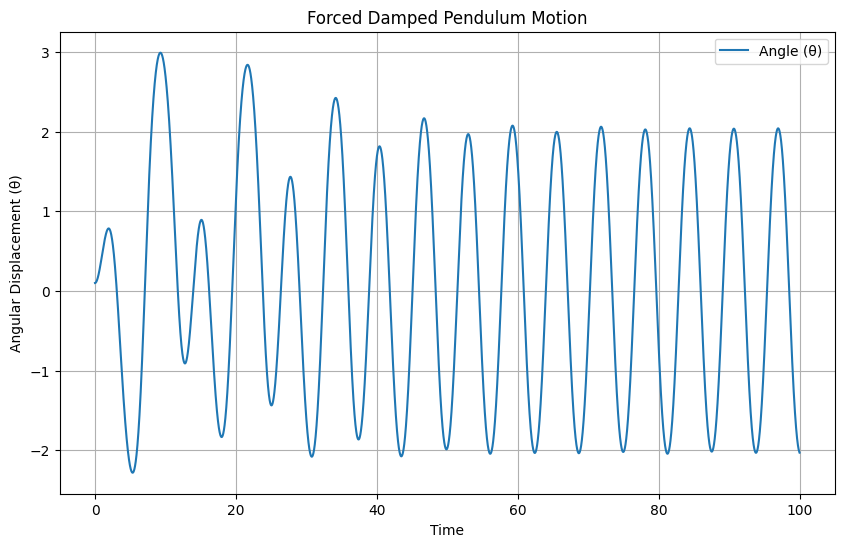 Forced Damped Pendulum Motion
Angle (θ)
Angular Displacement (θ)
3
2
1
0
−1
−2
0 20 40 60 80 100
Time